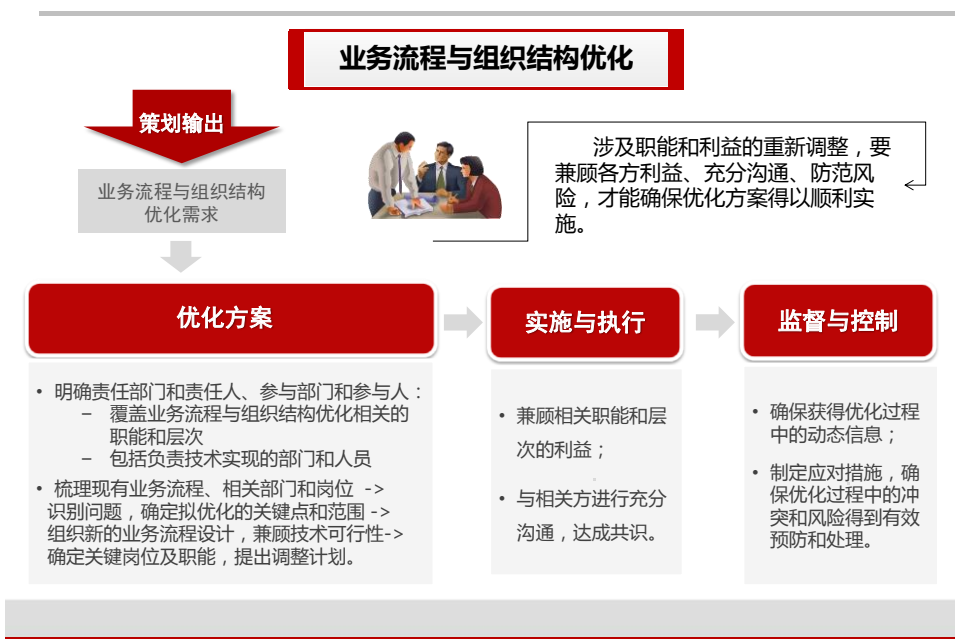 业务流程与组织结构优化
策划输出
业务流程与组织结构
优化需求
涉及职能和利益的重新调整，要
兼顾各方利益、充分沟通、防范风
险，才能确保优化方案得以顺利实
施。
优化方案
• 明确责任部门和责任人、参与部门和参与人：
– 覆盖业务流程与组织结构优化相关的
职能和层次
– 包括负责技术实现的部门和人员
• 梳理现有业务流程、相关部门和岗位 ->
识别问题，确定拟优化的关键点和范围 ->
组织新的业务流程设计，兼顾技术可行性->
确定关键岗位及职能，提出调整计划。
实施与执行
• 兼顾相关职能和层
次的利益；
• 与相关方进行充分
沟通，达成共识。
监督与控制
• 确保获得优化过程
中的动态信息；
• 制定应对措施，确
保优化过程中的冲
突和风险得到有效
预防和处理。